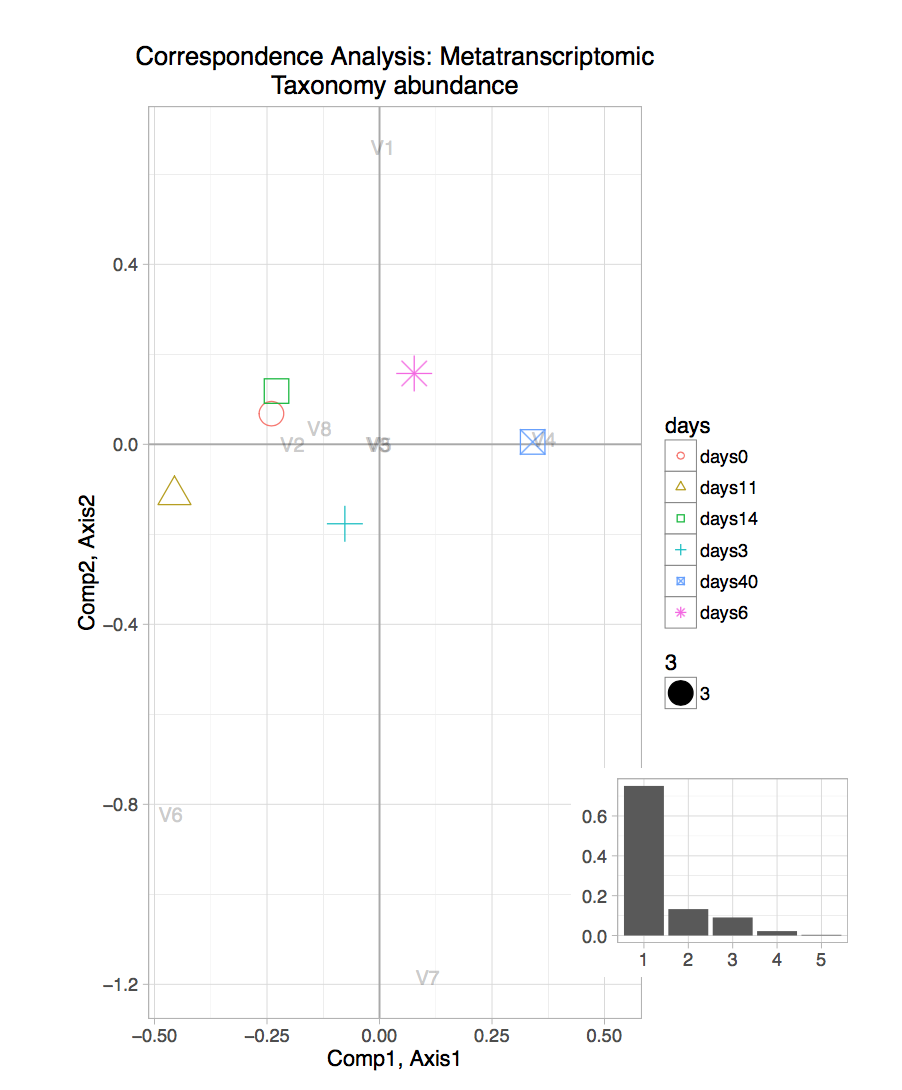 Correspondence Analysis: Metatranscriptomic
Taxonomy abundance
V1
0.4
V8
V2
V4
0.0
−0.4
−0.8
V6
V7
−1.2
−0.50
−0.25
0.00
0.25
0.50
Comp1, Axis1
Comp2, Axis2
days
days0
days11
days14
days3
days40
days6
3
3
0.6
0.4
0.2
0.0
1
2
3
4
5